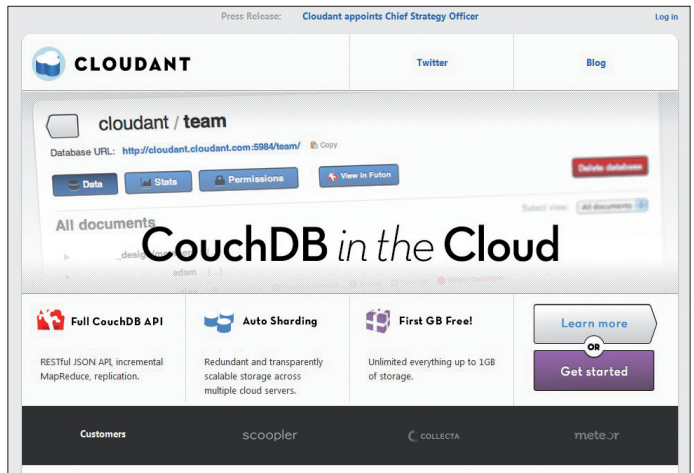 Press Release: Cloudant appoints Chief Strategy Officer Log in
CLOUDANT Twitter Blog
cloudant / team
Database URL: http://cloudant.cloudant.com:5984/team/ Copy
Data Stats Permissions View in Futon Delete database
Select view: All documents
All documents
CouchDB in the Cloud
adam
Full CouchDB API
RESTful JSON API, incremental
MapReduce, replication.
Auto Sharding
Redundant and transparently
scalable storage across
multiple cloud servers.
First GB Free!
Unlimited everything up to 1GB
of storage.
Learn more
OR
Get started
Customers scoopler COLLECTA meteor